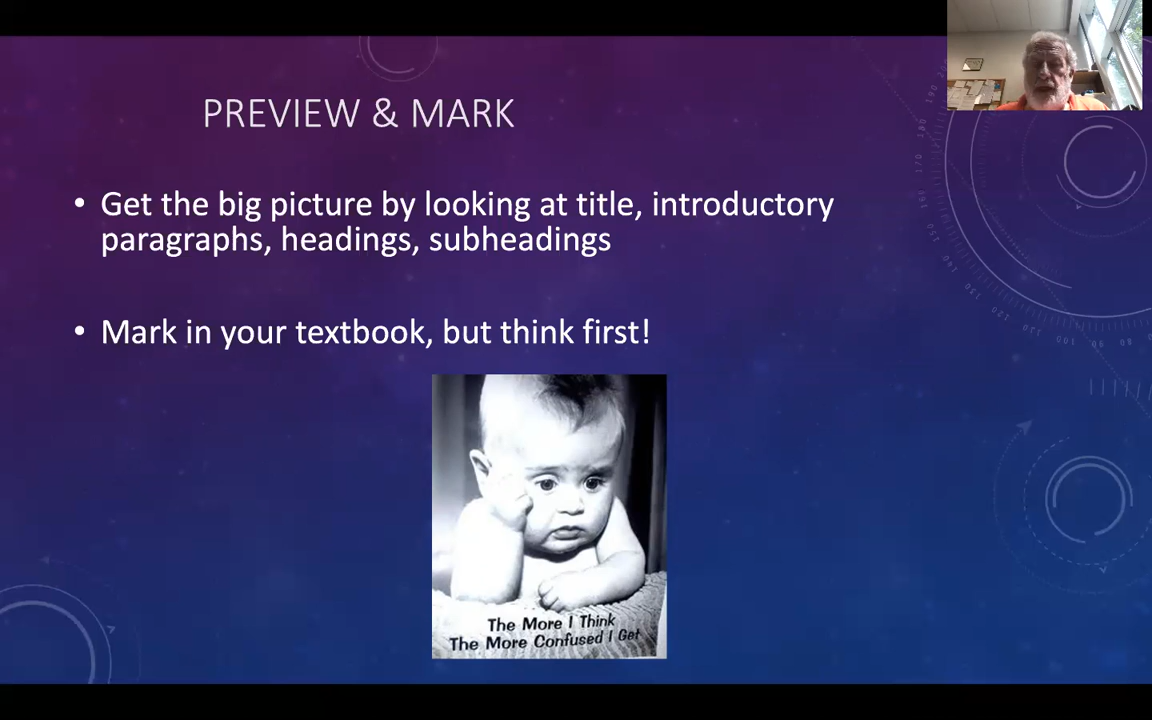 PREVIEW & MARK
• Get the big picture by looking at title, introductory
paragraphs, headings, subheadings
• Mark in your textbook, but think first!
The More I Think
The More Confused I Get